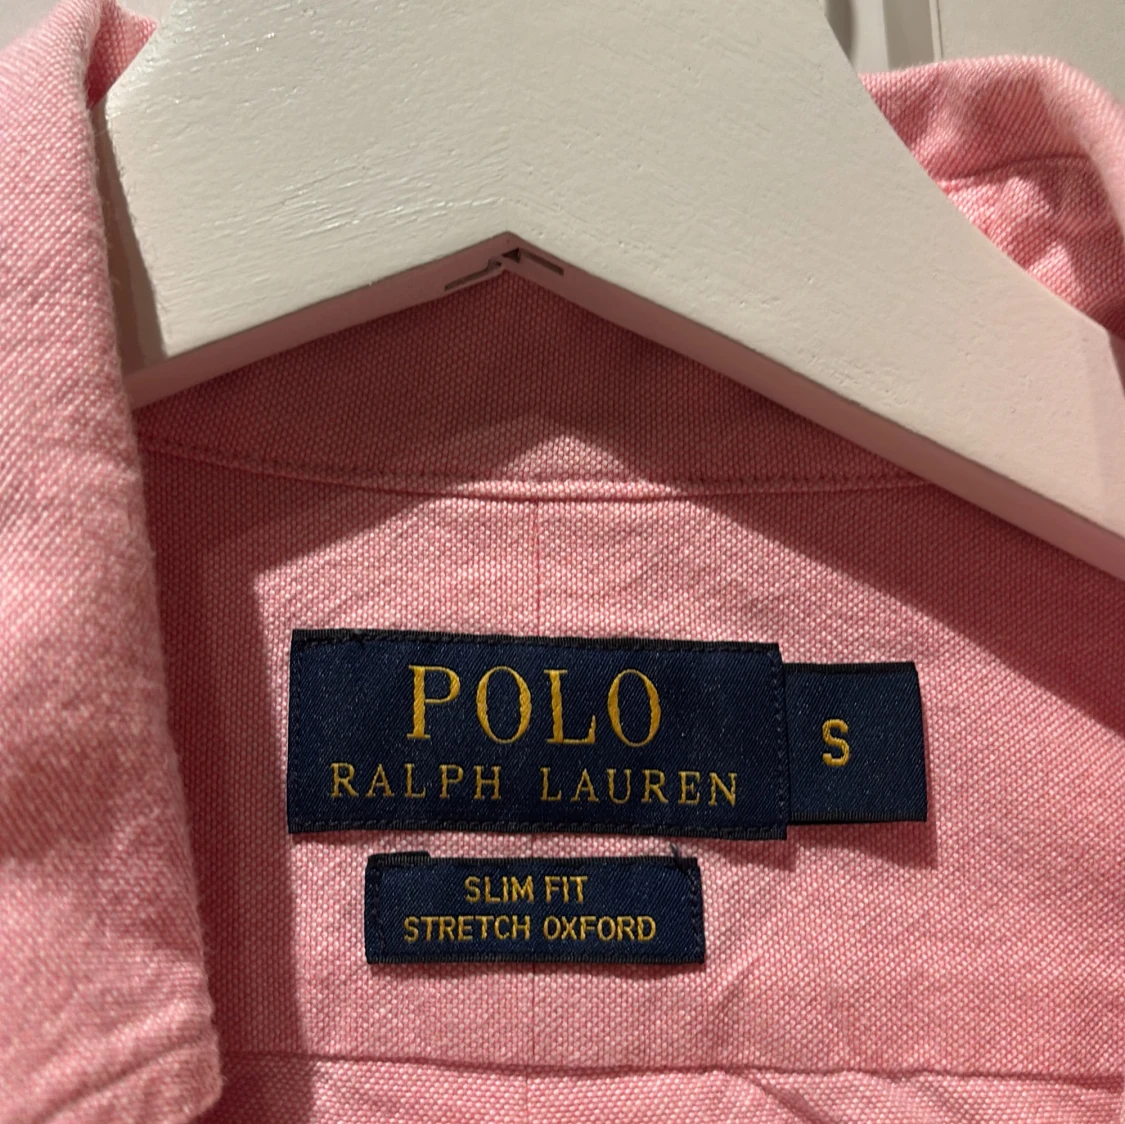 POLO
RALPH LAUREN
S
SLIM FIT
STRETCH OXFORD